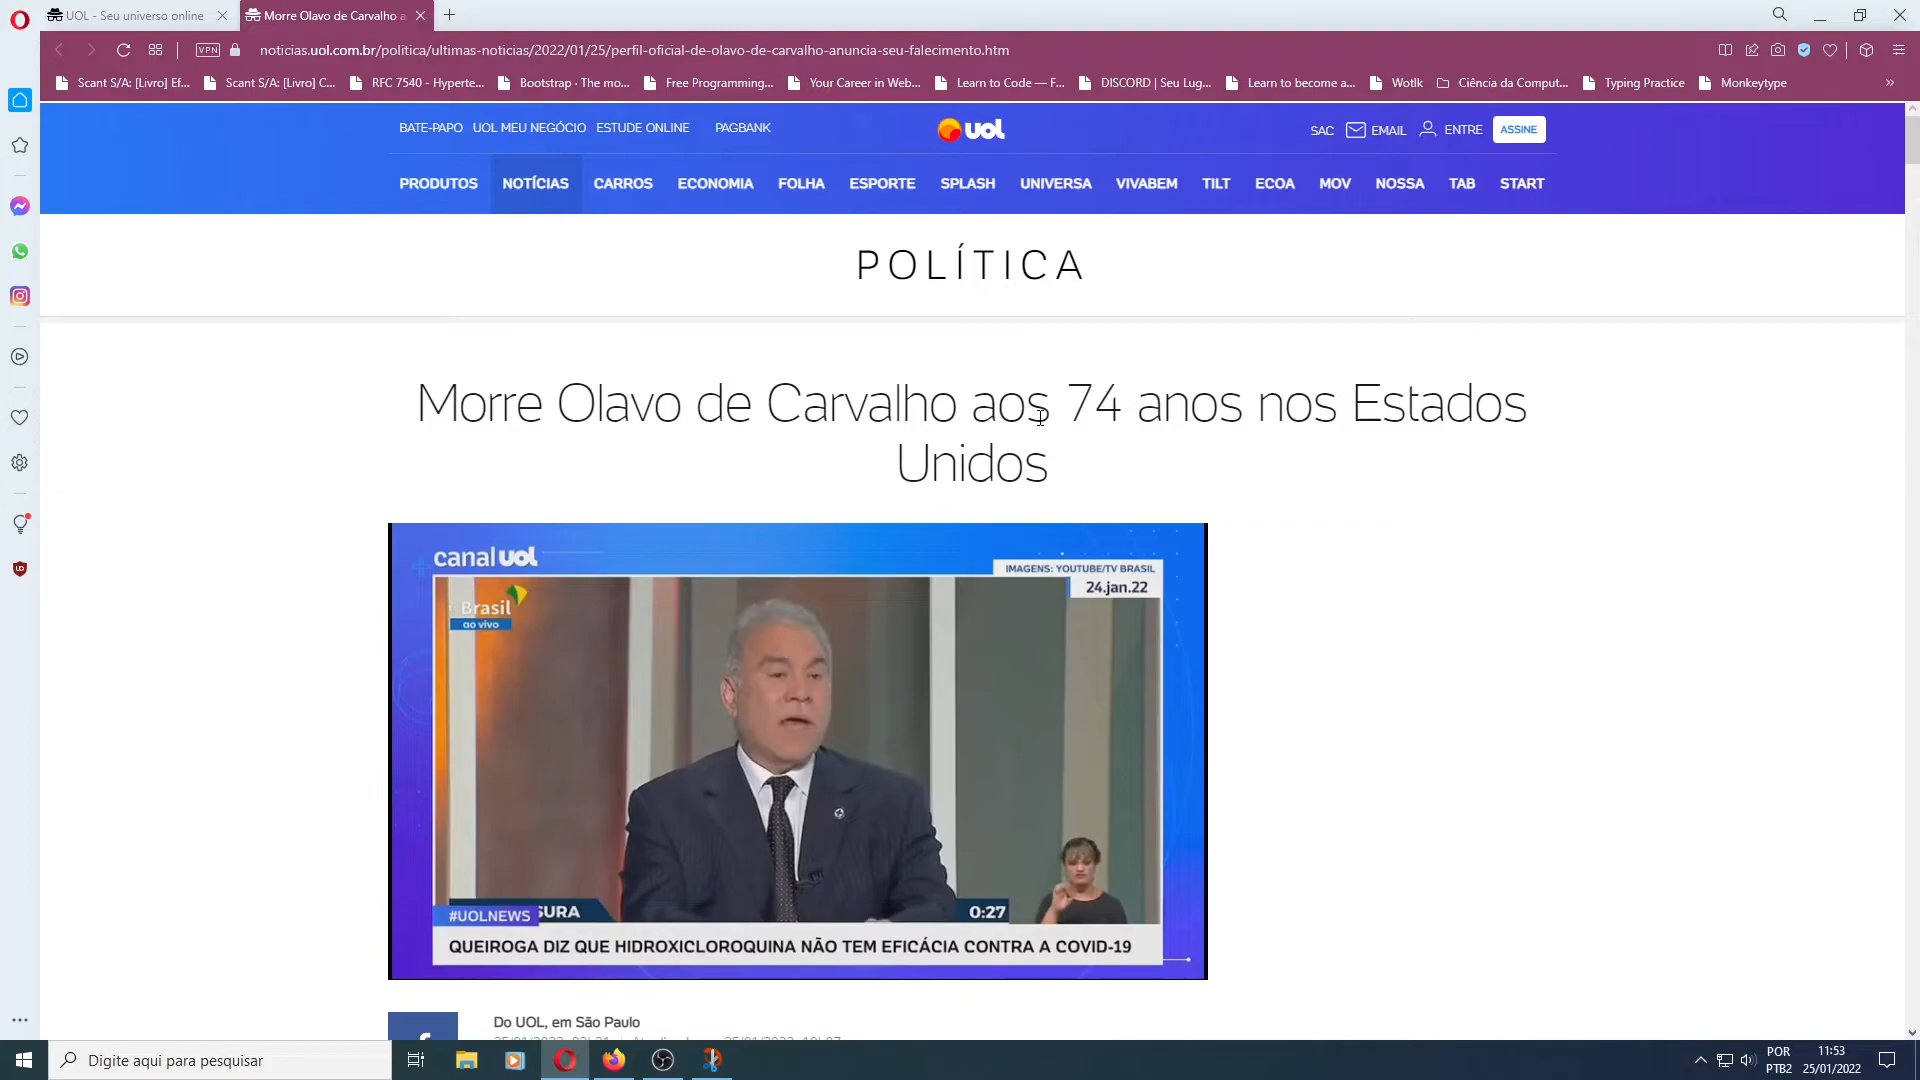 UOL - Seu universo online
Morre Olavo de Carvalho a
VPN
noticias.uol.com.br/politica/ultimas-noticias/2022/01/25/perfil-oficial-de-olavo-de-carvalho-anuncia-seu-falecimento.htm
Scant S/A: [Livro] Ef... Scant S/A: [Livro] C... RFC 7540 - Hyperte... Bootstrap · The mo... Free Programming... Your Career in Web... Learn to Code — F... DISCORD | Seu Lug... Learn to become a... Wotlk Ciência da Comput... Typing Practice Monkeytype
BATE-PAPO UOL MEU NEGÓCIO ESTUDE ONLINE PAGBANK uol SAC EMAIL ENTRE ASSINE
PRODUTOS NOTÍCIAS CARROS ECONOMIA FOLHA ESPORTE SPLASH UNIVERSA VIVABEM TILT ECOA MOV NOSSA TAB START
POLÍTICA
Morre Olavo de Carvalho aos 74 anos nos Estados
Unidos
canal uol
IMAGENS: YOUTUBE/TV BRASIL
24.jan.22
Brasil
ao vivo
#UOLNEWS SURA 0:27
QUEIROGA DIZ QUE HIDROXICLOROQUINA NÃO TEM EFICÁCIA CONTRA A COVID-19
Do UOL, em São Paulo
Digite aqui para pesquisar
POR
PTB2
11:53
25/01/2022